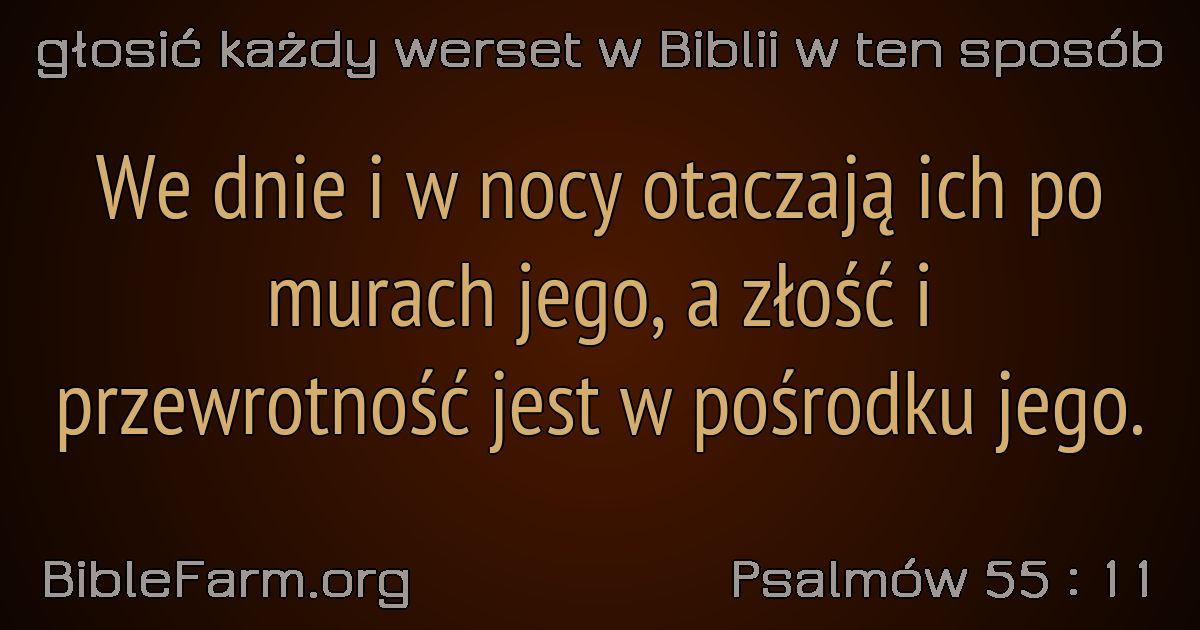 głosić każdy werset w Biblii w ten sposób
We dnie i w nocy otaczają ich po
murach jego, a złość i
przewrotność jest w pośrodku jego.
BibleFarm.org
Psalmów 55 : 11